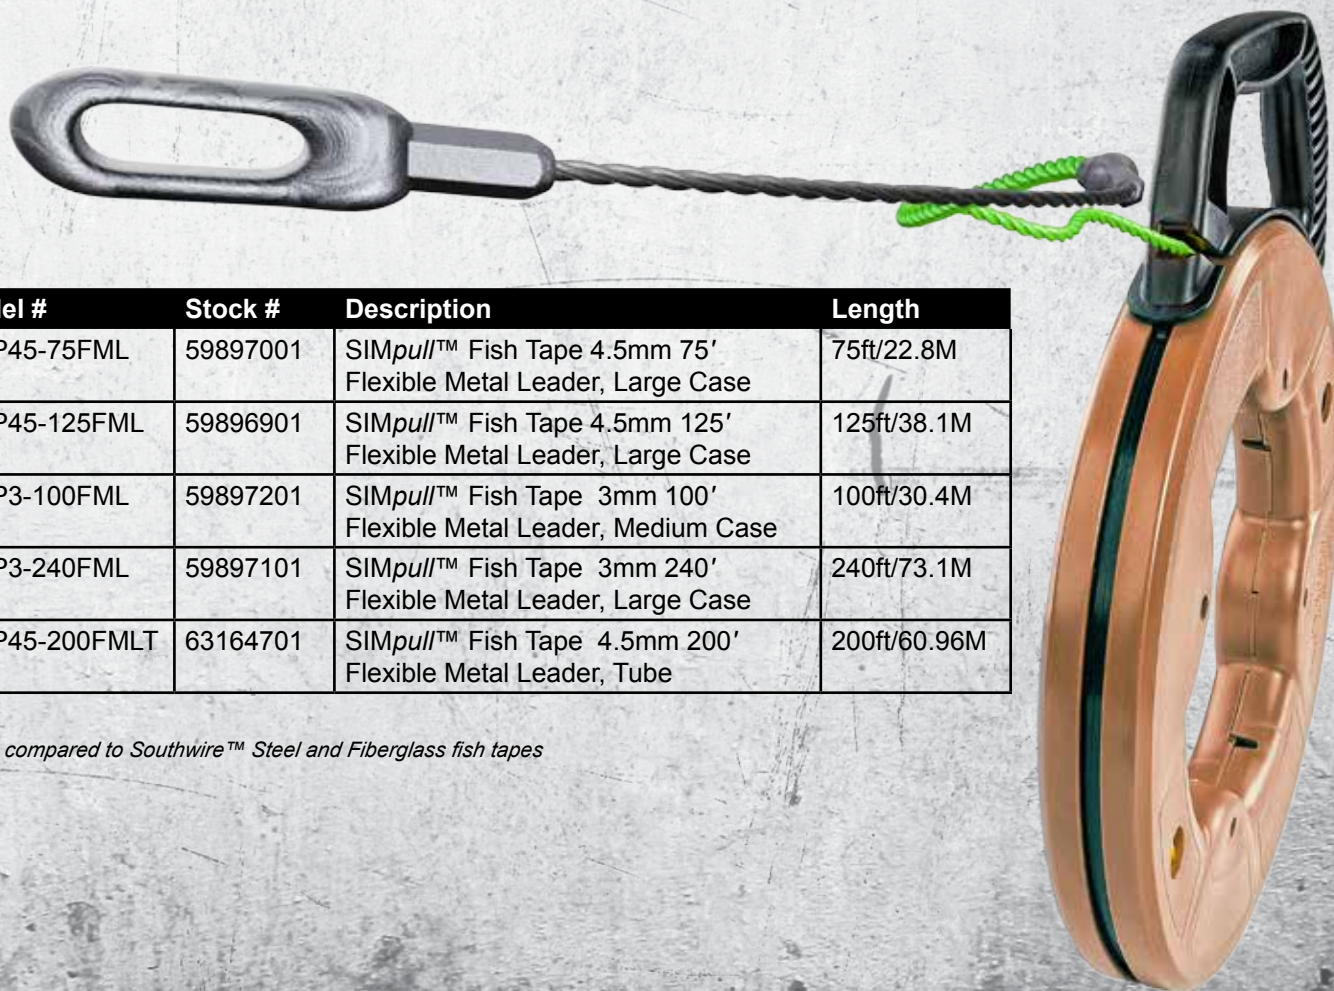 el # Stock # Description Length
P45-75FML 59897001 SIMpull™ Fish Tape 4.5mm 75′ 75ft/22.8M
Flexible Metal Leader, Large Case
P45-125FML 59896901 SIMpull™ Fish Tape 4.5mm 125′ 125ft/38.1M
Flexible Metal Leader, Large Case
P3-100FML 59897201 SIMpull™ Fish Tape 3mm 100′ 100ft/30.4M
Flexible Metal Leader, Medium Case
P3-240FML 59897101 SIMpull™ Fish Tape 3mm 240′ 240ft/73.1M
Flexible Metal Leader, Large Case
P45-200FMLT 63164701 SIMpull™ Fish Tape 4.5mm 200′ 200ft/60.96M
Flexible Metal Leader, Tube
compared to Southwire™ Steel and Fiberglass fish tapes